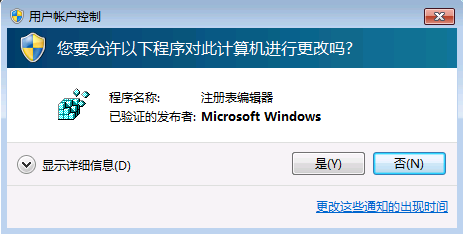 用户帐户控制
您要允许以下程序对此计算机进行更改吗?
程序名称: 注册表编辑器
已验证的发布者: Microsoft Windows
显示详细信息(D) 是(Y) 否(N)
更改这些通知的出现时间